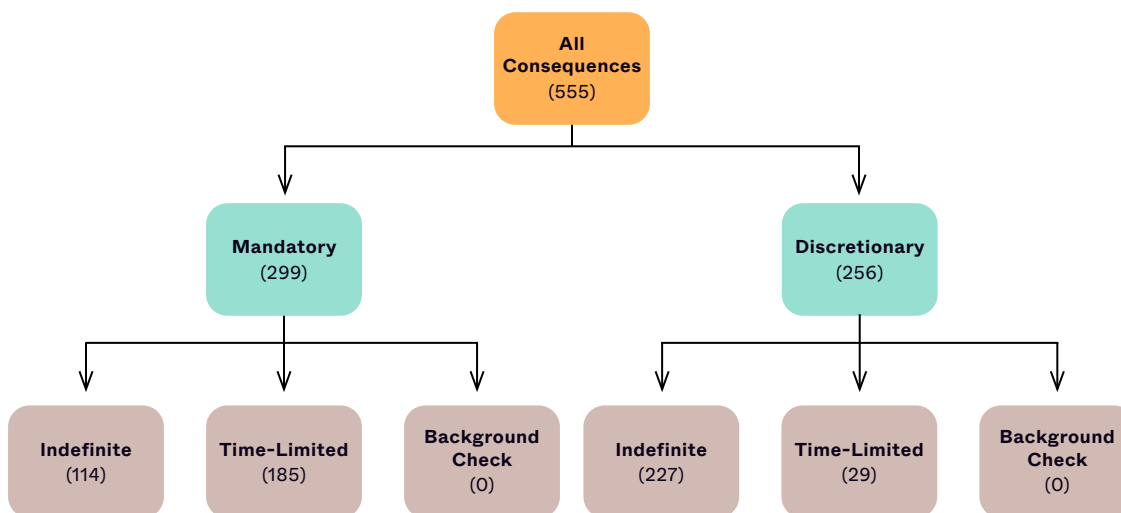 All
Consequences
(555)
Mandatory
(299)
Discretionary
(256)
Indefinite
(114)
Time-Limited
(185)
Background
Check
(0)
Indefinite
(227)
Time-Limited
(29)
Background
Check
(0)